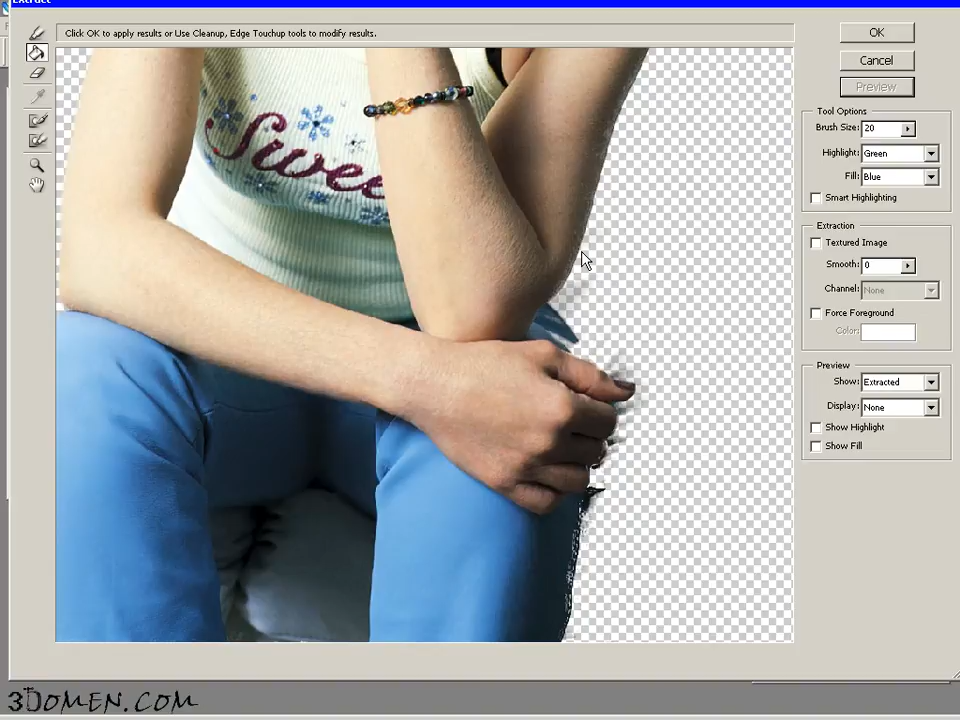 Extract
Click OK to apply results or Use Cleanup, Edge Touchup tools to modify results.
OK
Cancel
Preview
Tool Options
Brush Size: 20
Highlight: Green
Fill: Blue
Smart Highlighting
Extraction
Textured Image
Smooth: 0
Channel: None
Force Foreground
Color:
Preview
Show: Extracted
Display: None
Show Highlight
Show Fill
Swee
3DOMEN.COM